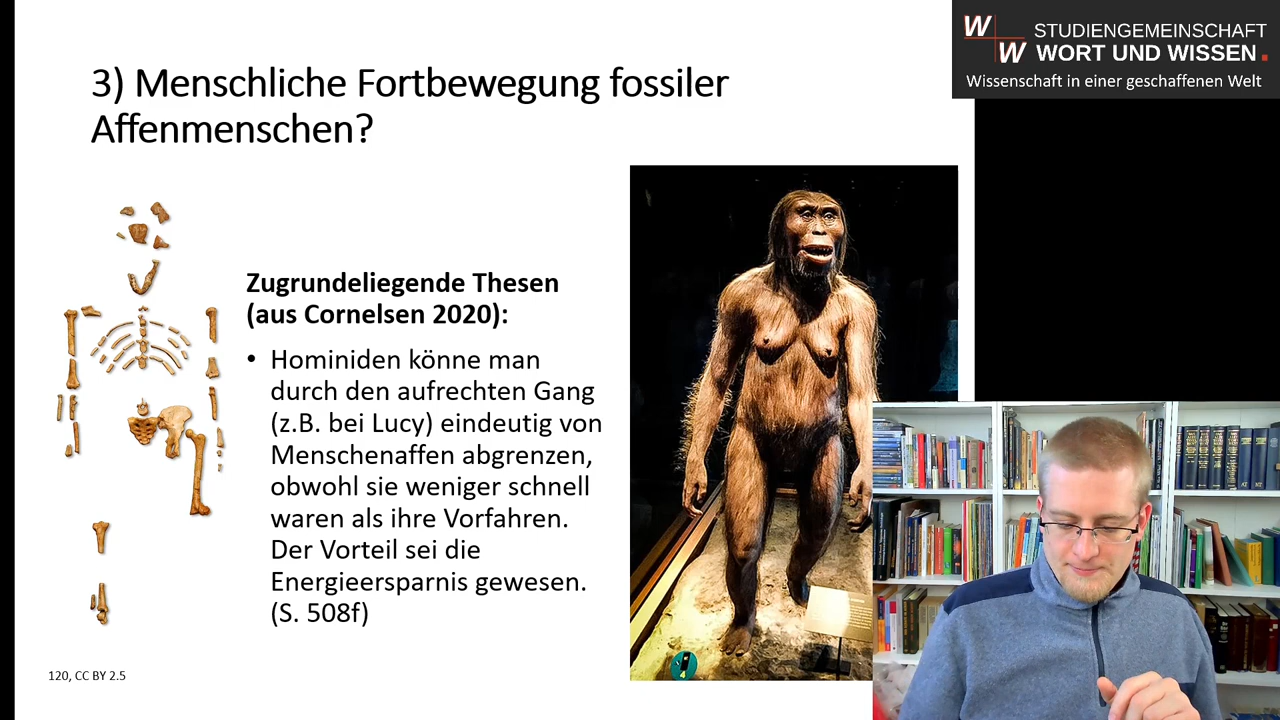 W
W
STUDIENGEMEINSCHAFT
WORT UND WISSEN.
Wissenschaft in einer geschaffenen Welt
3) Menschliche Fortbewegung fossiler
Affenmenschen?
Zugrundeliegende Thesen
(aus Cornelsen 2020):
• Hominiden könne man
durch den aufrechten Gang
(z.B. bei Lucy) eindeutig von
Menschenaffen abgrenzen,
obwohl sie weniger schnell
waren als ihre Vorfahren.
Der Vorteil sei die
Energieersparnis gewesen.
(S. 508f)
4
120, CC BY 2.5